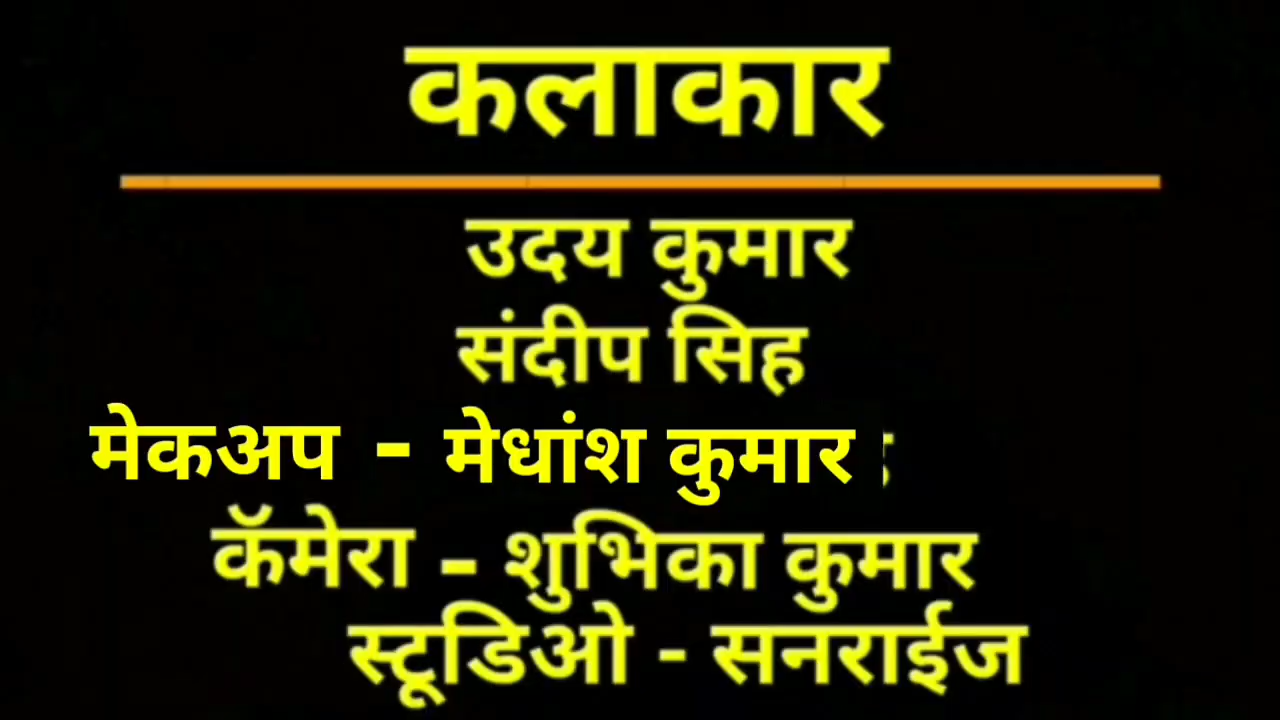 कलाकार
उदय कुमार
संदीप सिह
मेकअप - मेधांश कुमार
कॅमेरा - शुभिका कुमार
स्टूडिओ - सनराईज